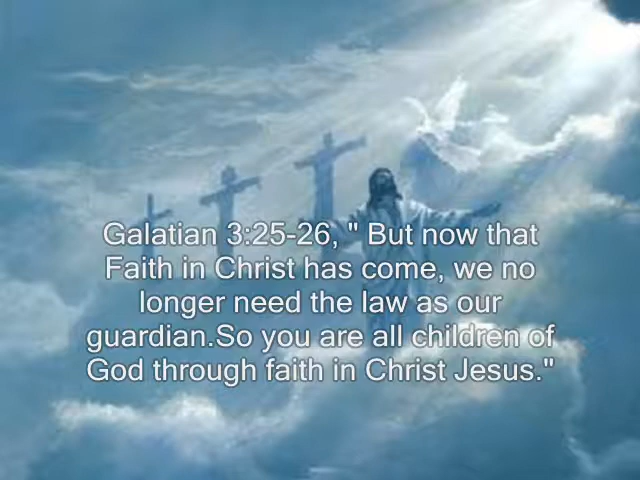 Galatian 3:25-26, " But now that
Faith in Christ has come, we no
longer need the law as our
guardian.So you are all children of
God through faith in Christ Jesus."